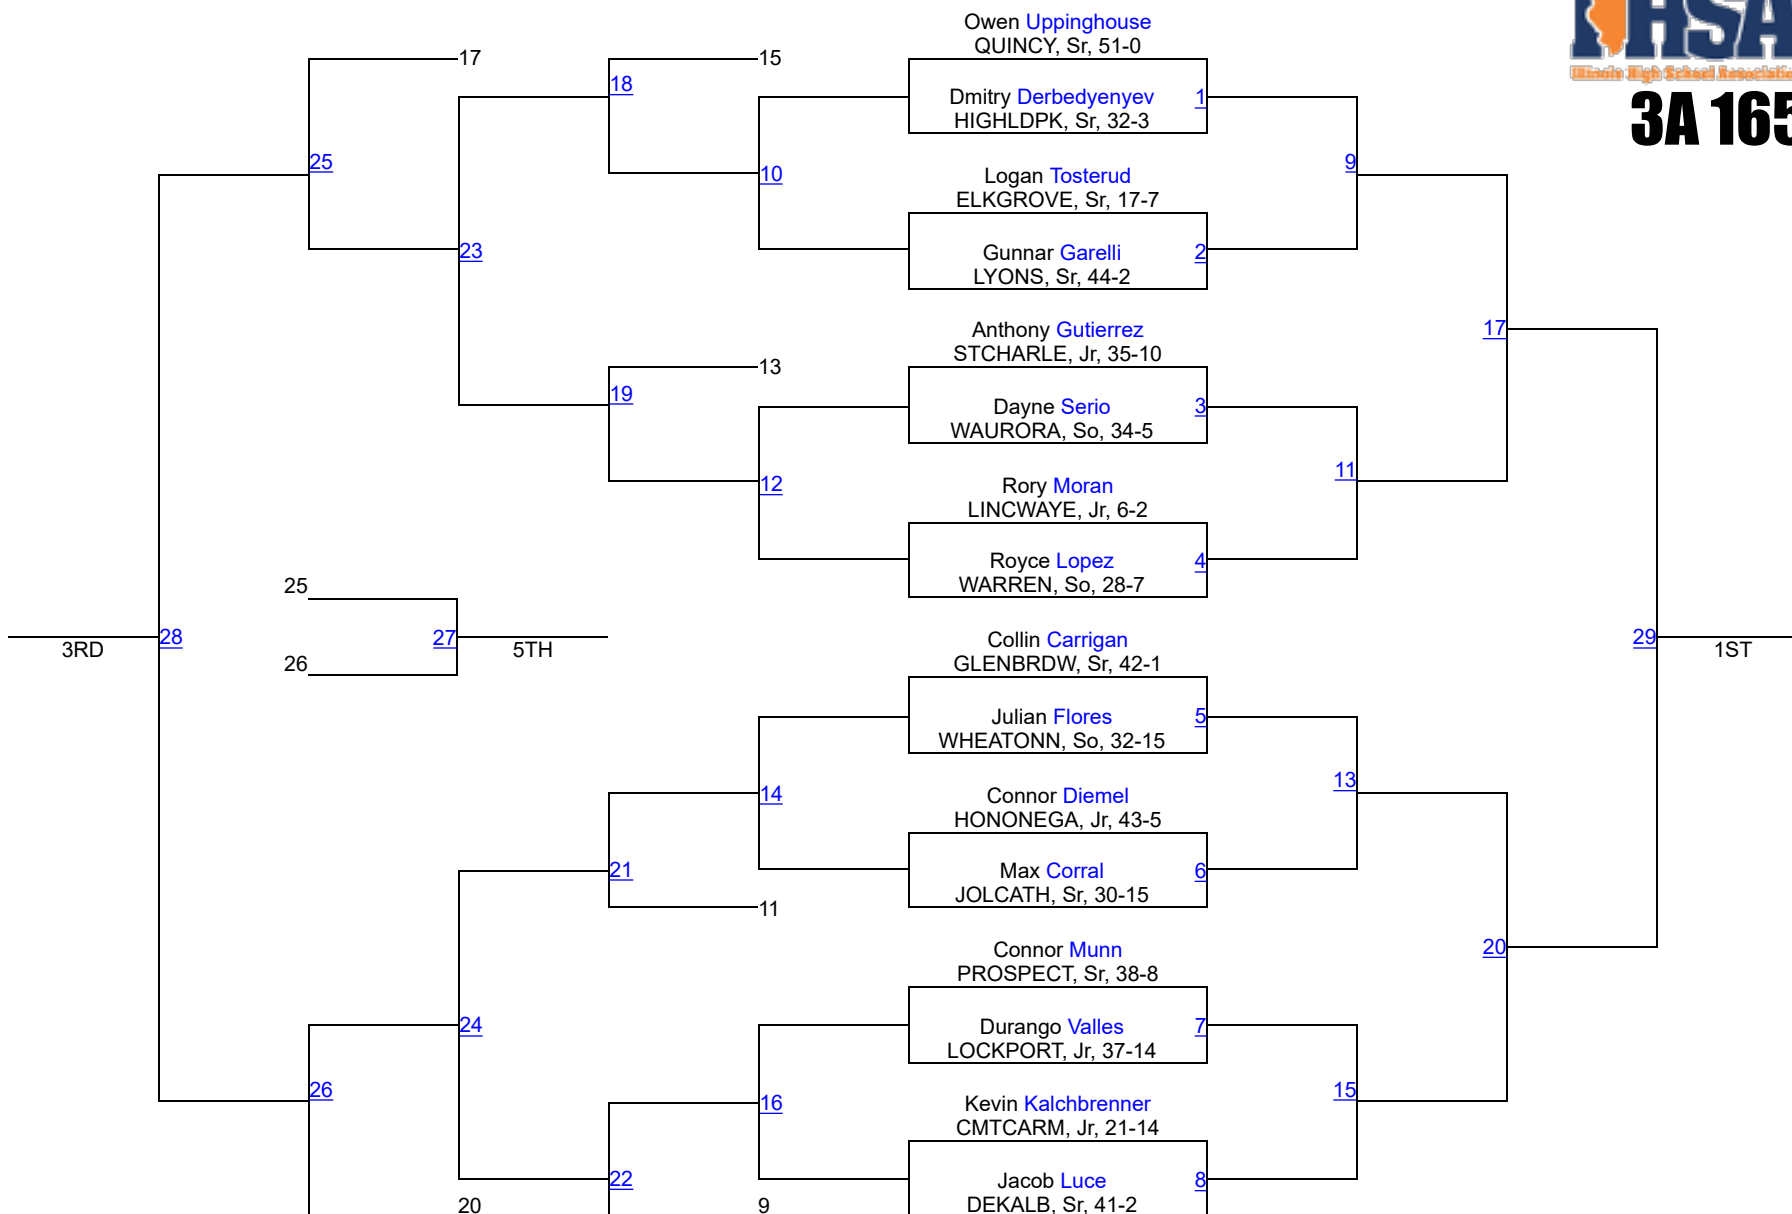 Owen Uppinghouse
QUINCY, Sr, 51-0
HSA
Illinois High School Associatio
3A 165
17
15
18
Dmitry Derbedyenyev 1
HIGHLDPK, Sr, 32-3
25
10
Logan Tosterud
ELKGROVE, Sr, 17-7
9
23
Gunnar Garelli 2
LYONS, Sr, 44-2
Anthony Gutierrez
STCHARLE, Jr, 35-10
17
13
19
Dayne Serio 3
WAURORA, So, 34-5
12
Rory Moran
LINCWAYE, Jr, 6-2
11
Royce Lopez 4
WARREN, So, 28-7
25
28
3RD
27
5TH
26
Collin Carrigan
GLENBRDW, Sr, 42-1
29
1ST
Julian Flores 5
WHEATONN, So, 32-15
14
Connor Diemel
HONONEGA, Jr, 43-5
13
21
Max Corral 6
JOLCATH, Sr, 30-15
11
Connor Munn
PROSPECT, Sr, 38-8
20
24
Durango Valles 7
LOCKPORT, Jr, 37-14
26
16
Kevin Kalchbrenner
CMTCARM, Jr, 21-14
15
22
Jacob Luce 8
DEKALB, Sr, 41-2
20
9